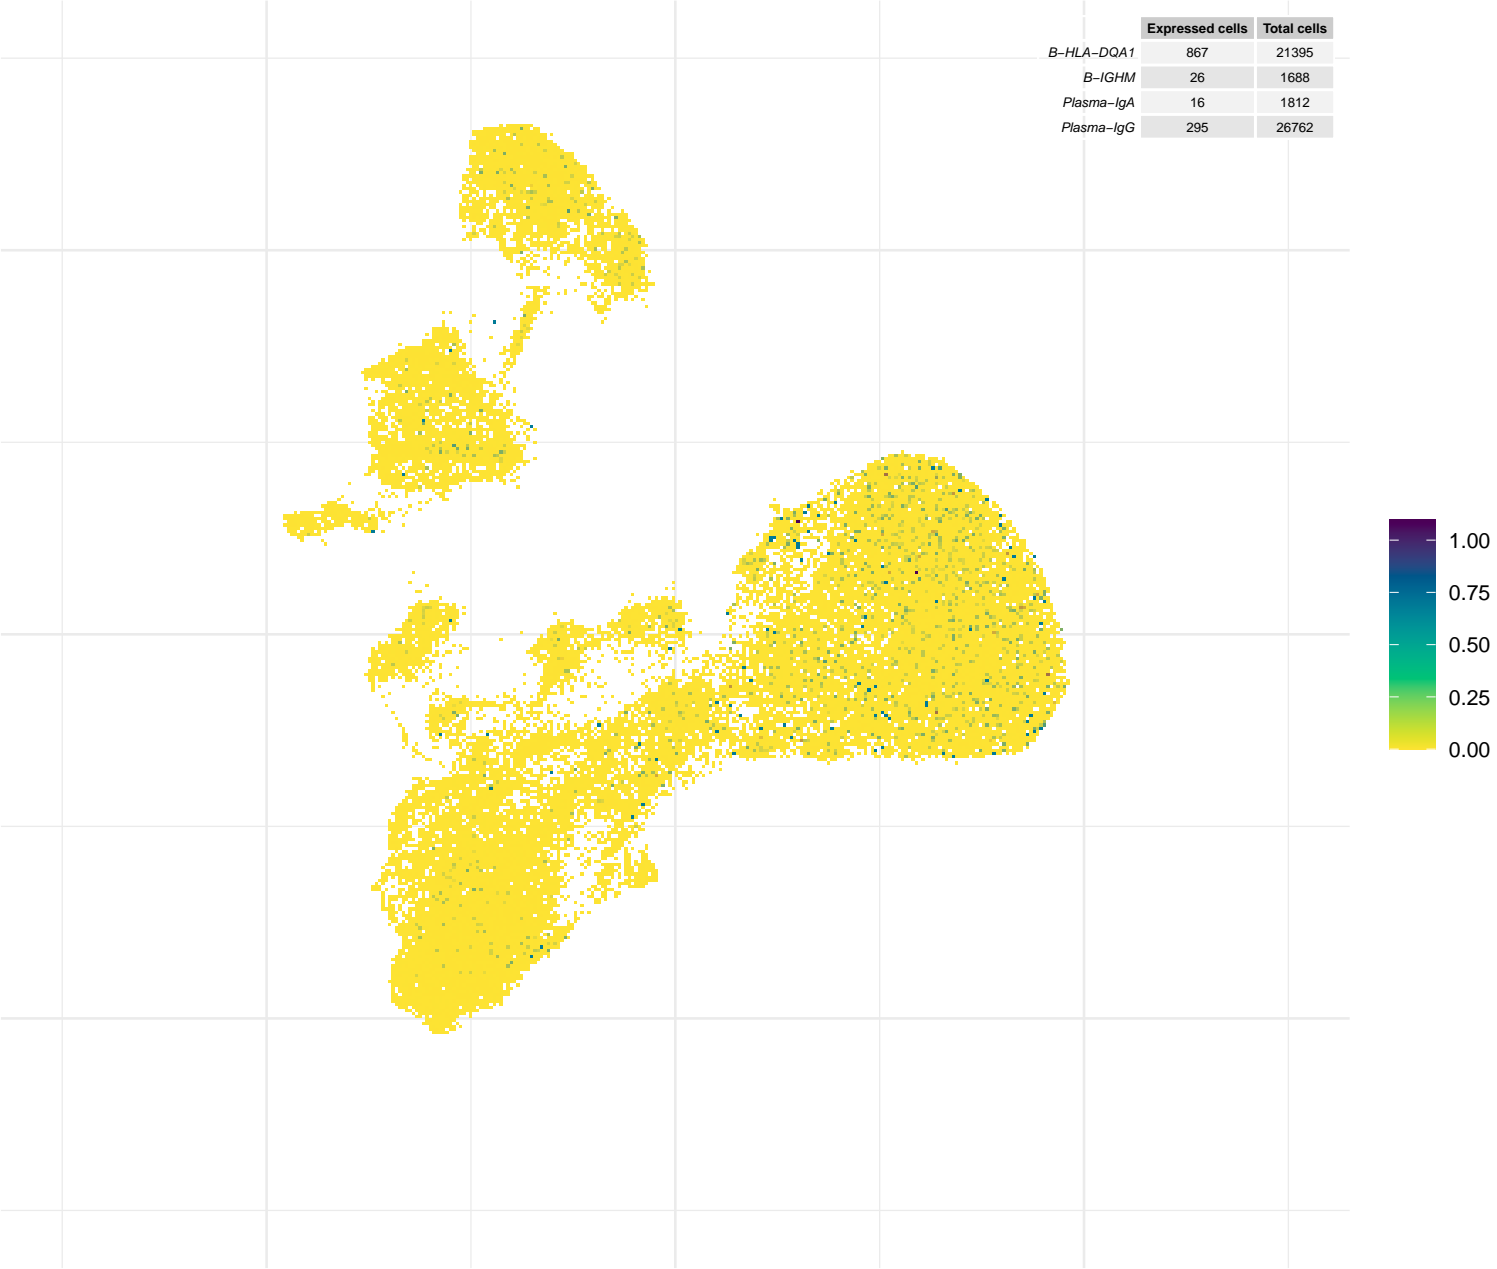 Expressed cells Total cells
B−HLA−DQA1 867 21395
B−IGHM 26 1688
Plasma−IgA 16 1812
Plasma−IgG 295 26762
1.00
0.75
0.50
0.25
0.00